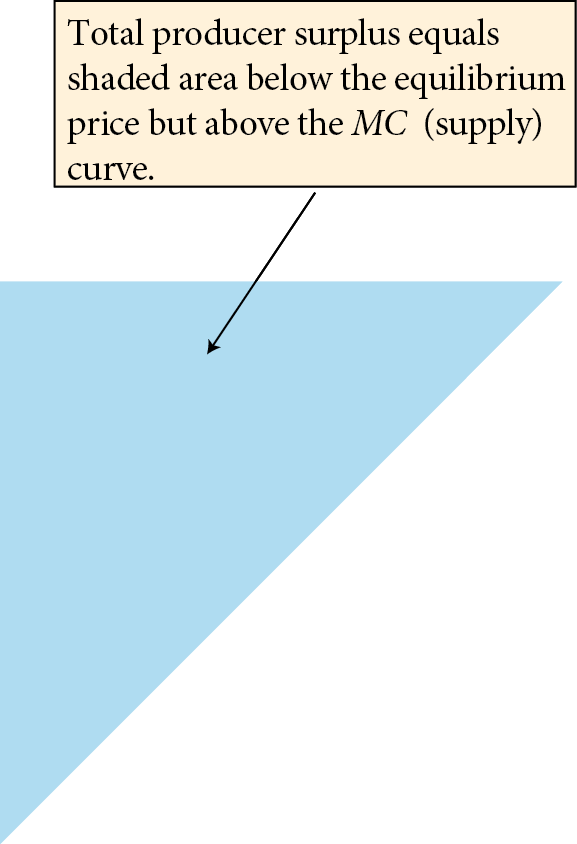 Total producer surplus equals
shaded area below the equilibrium
price but above the MC (supply)
curve.